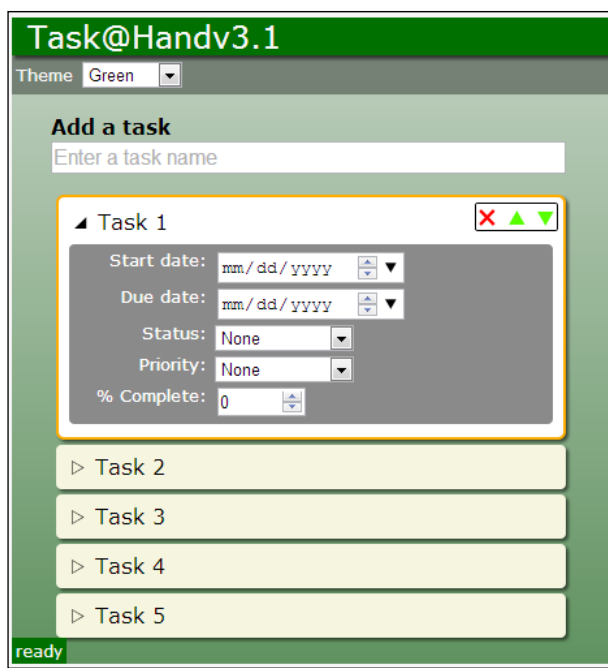 Task@Handv3.1
Theme Green
Add a task
Enter a task name
Task 1
Start date: mm/dd/yyyy
Due date: mm/dd/yyyy
Status: None
Priority: None
% Complete: 0
Task 2
Task 3
Task 4
Task 5
ready